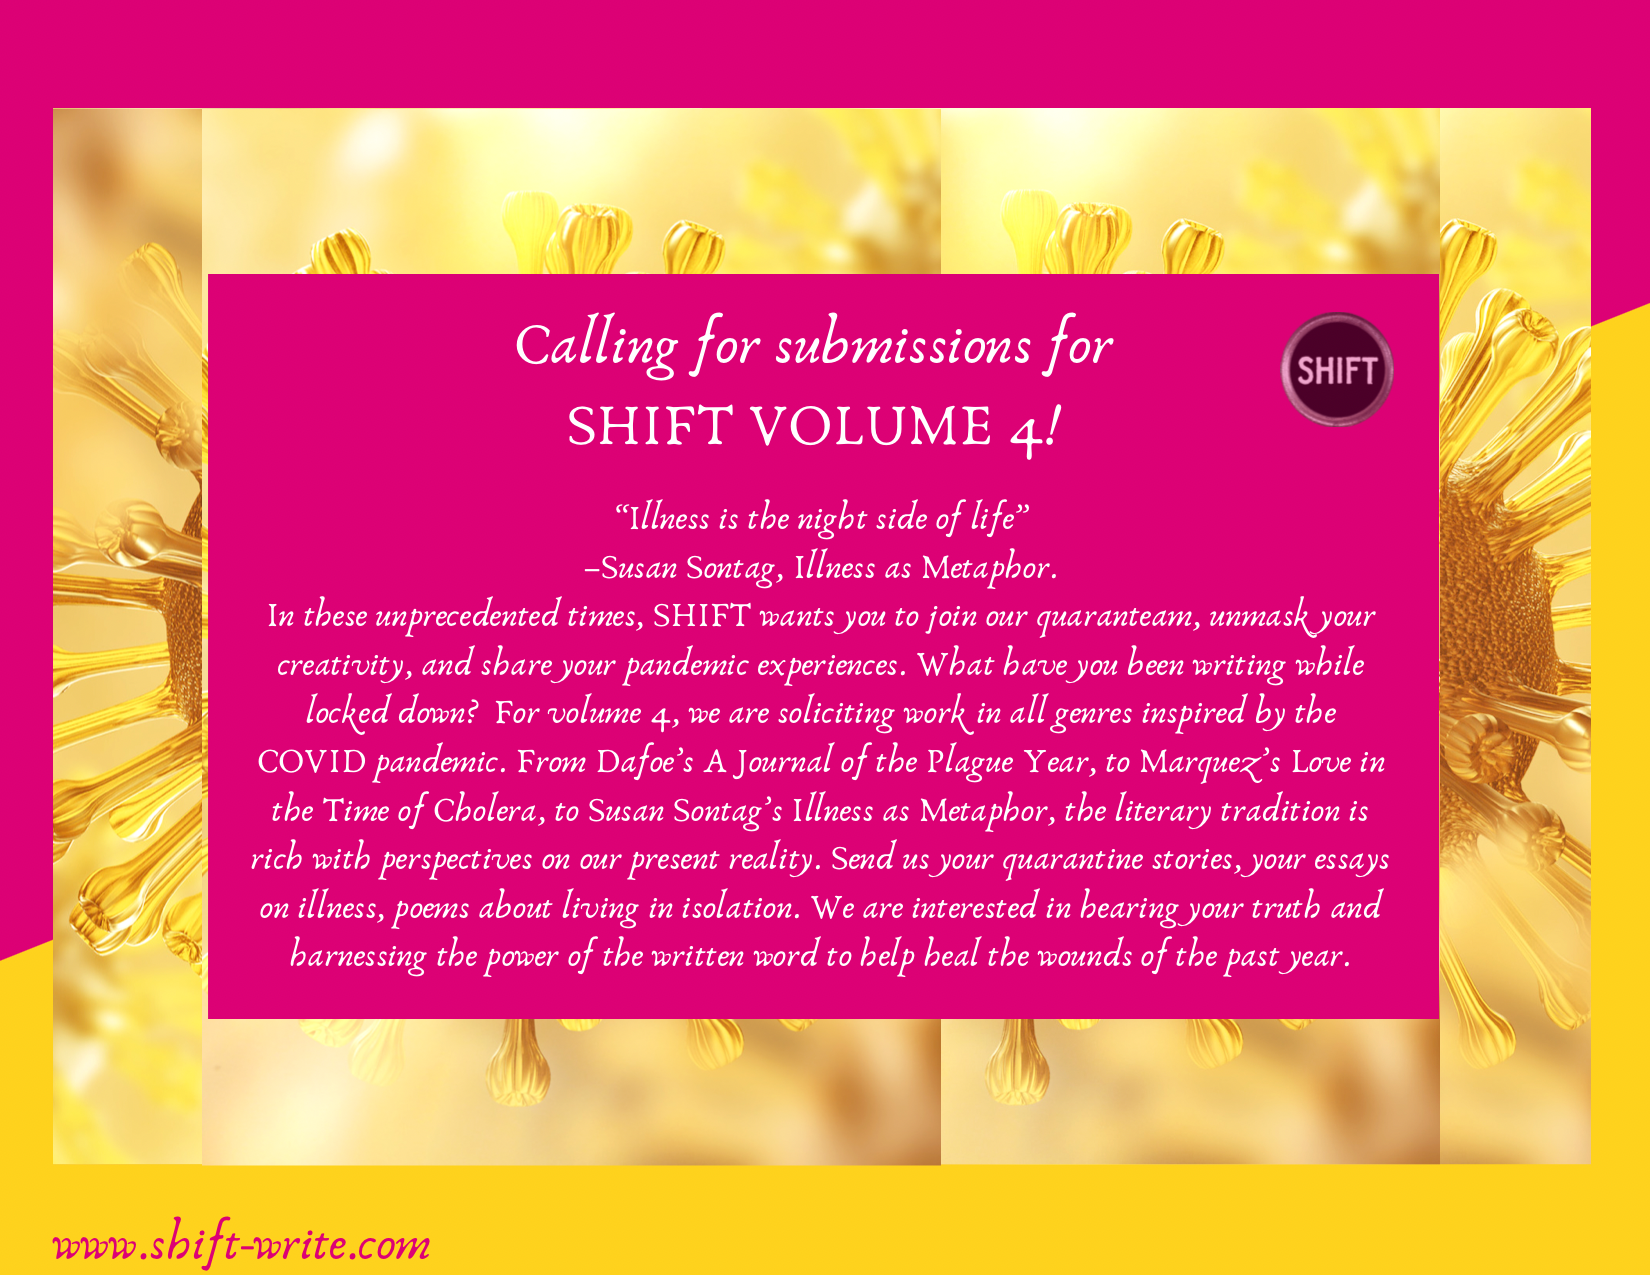 Calling for submissions for
SHIFT
SHIFT VOLUME 4!
“Illness is the night side of life”
–Susan Sontag, Illness as Metaphor.
In these unprecedented times, SHIFT wants you to join our quaranteam, unmask your
creativity, and share your pandemic experiences. What have you been writing while
locked down? For volume 4, we are soliciting work in all genres inspired by the
COVID pandemic. From Dafoe’s A Journal of the Plague Year, to Marquez’s Love in
the Time of Cholera, to Susan Sontag’s Illness as Metaphor, the literary tradition is
rich with perspectives on our present reality. Send us your quarantine stories, your essays
on illness, poems about living in isolation. We are interested in hearing your truth and
harnessing the power of the written word to help heal the wounds of the past year.
www.shift-write.com